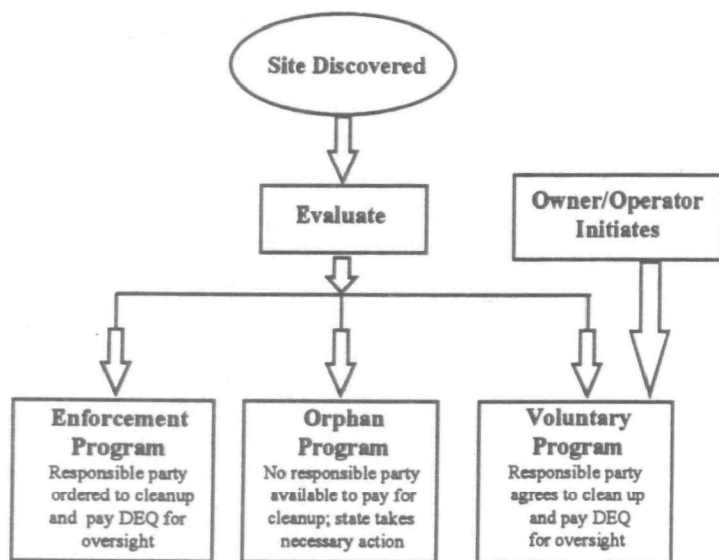 Site Discovered
Evaluate
Owner/Operator
Initiates
Enforcement
Program
Responsible party
ordered to cleanup
and pay DEQ for
oversight
Orphan
Program
No responsible party
available to pay for
cleanup; state takes
necessary action
Voluntary
Program
Responsible party
agrees to clean up
and pay DEQ
for oversight